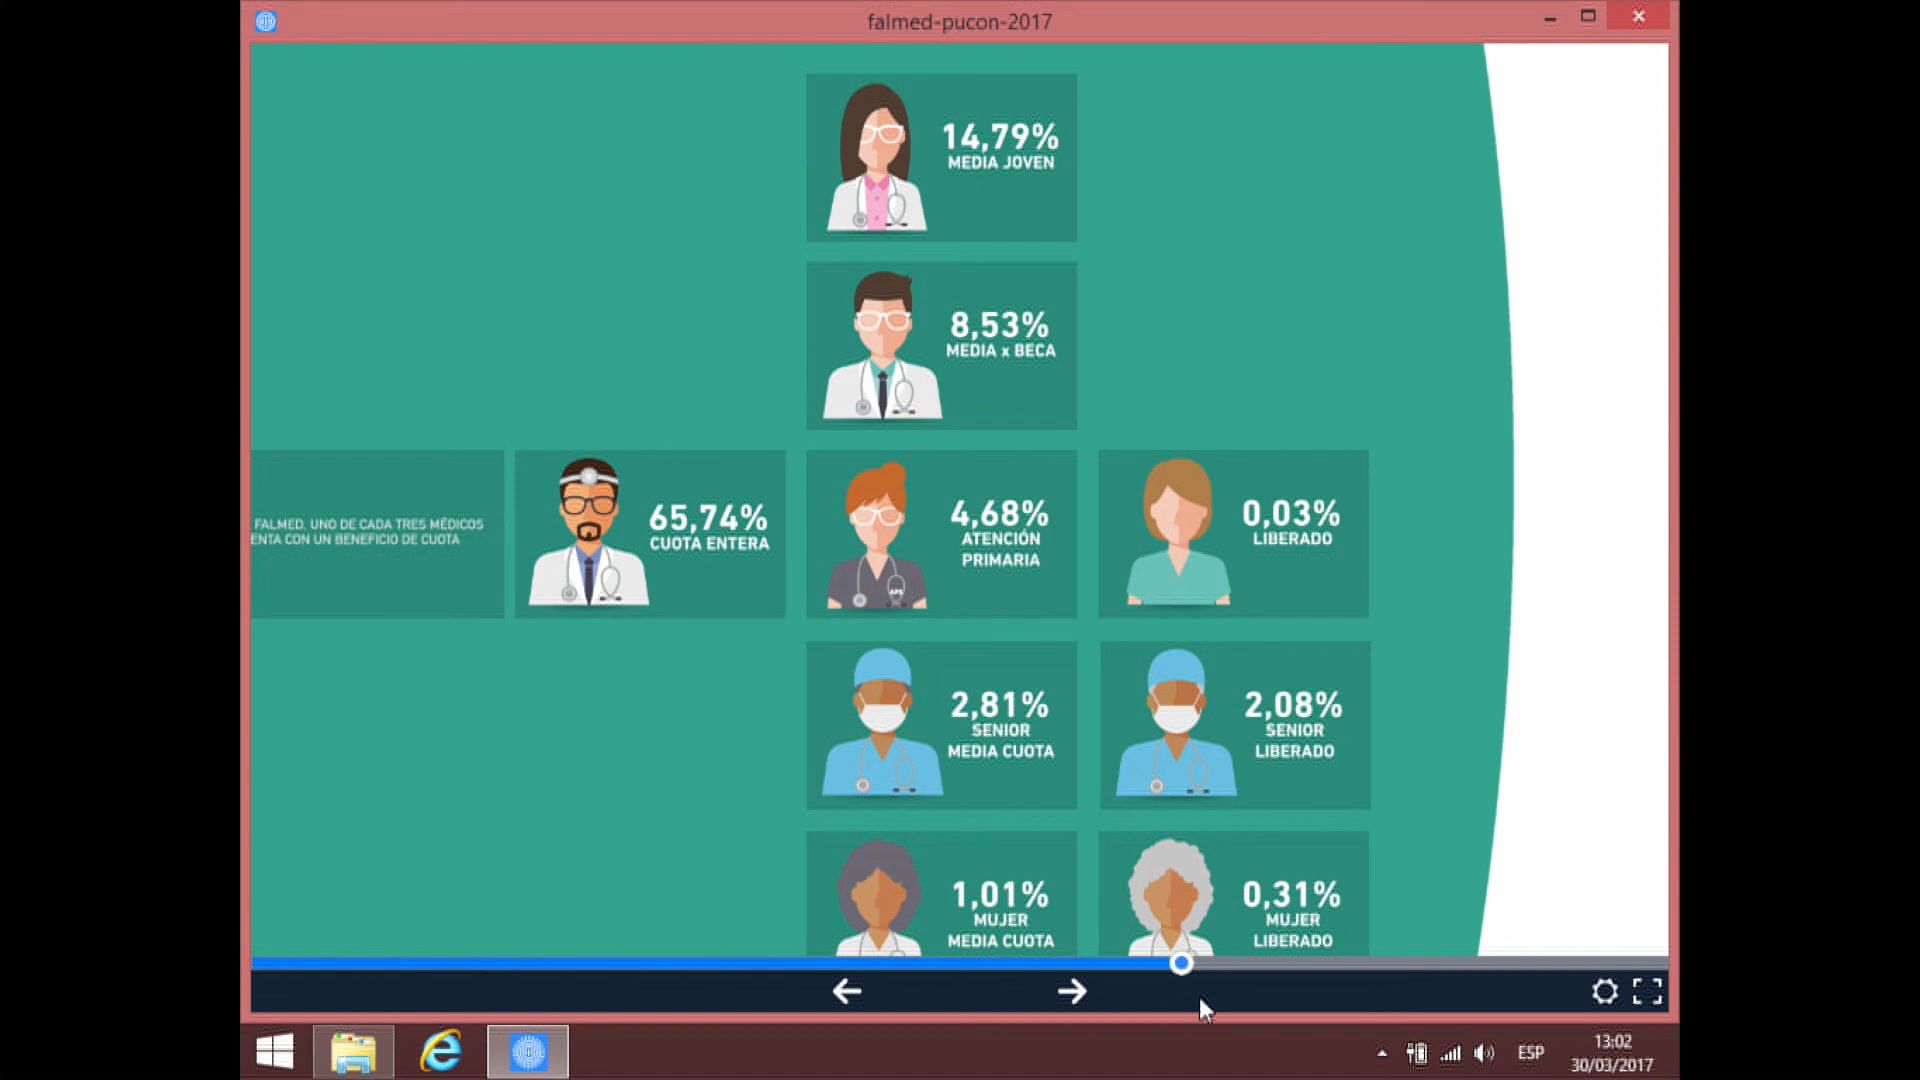 falmed-pucon-2017
14,79%
MEDIA JOVEN
8,53%
MEDIA x BECA
FALMED, UNO DE CADA TRES MÉDICOS
ENTA CON UN BENEFICIO DE CUOTA
65,74%
CUOTA ENTERA
4,68%
ATENCIÓN
PRIMARIA
APS
0,03%
LIBERADO
2,81%
SENIOR
MEDIA CUOTA
2,08%
SENIOR
LIBERADO
1,01%
MUJER
MEDIA CUOTA
0,31%
MUJER
LIBERADO
ESP
13:02
30/03/2017